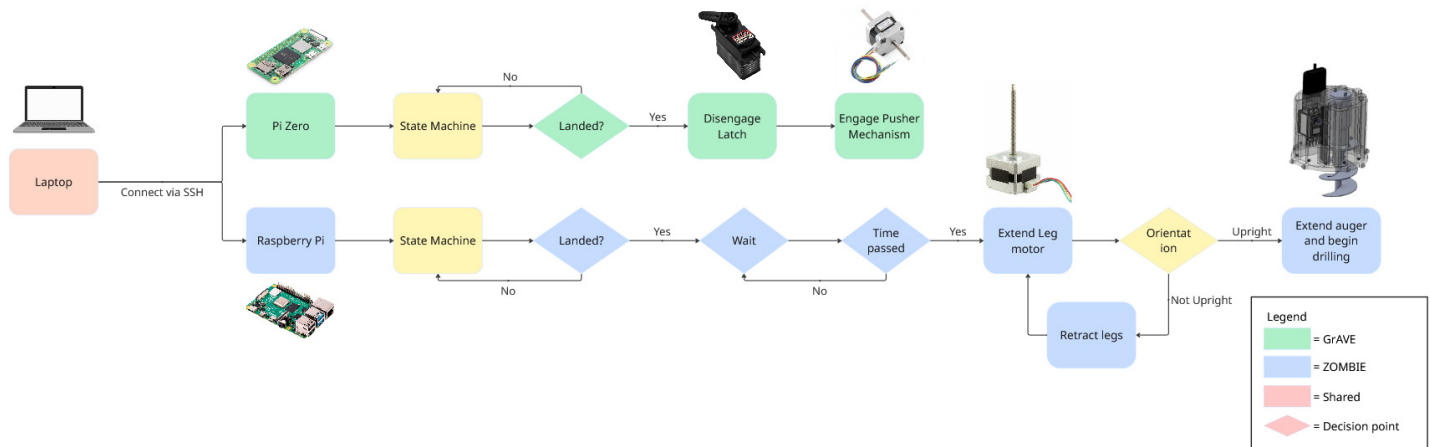 Laptop
Connect via SSH
Pi Zero
State Machine
No
Landed?
Yes
Disengage
Latch
Engage Pusher
Mechanism
Raspberry Pi
State Machine
Landed?
No
Yes
Wait
Time
passed
No
Yes
Extend Leg
motor
Orientat
ion
Upright
Not Upright
Retract legs
Extend auger
and begin
drilling
Legend
= GrAVE
= ZOMBIE
= Shared
= Decision point